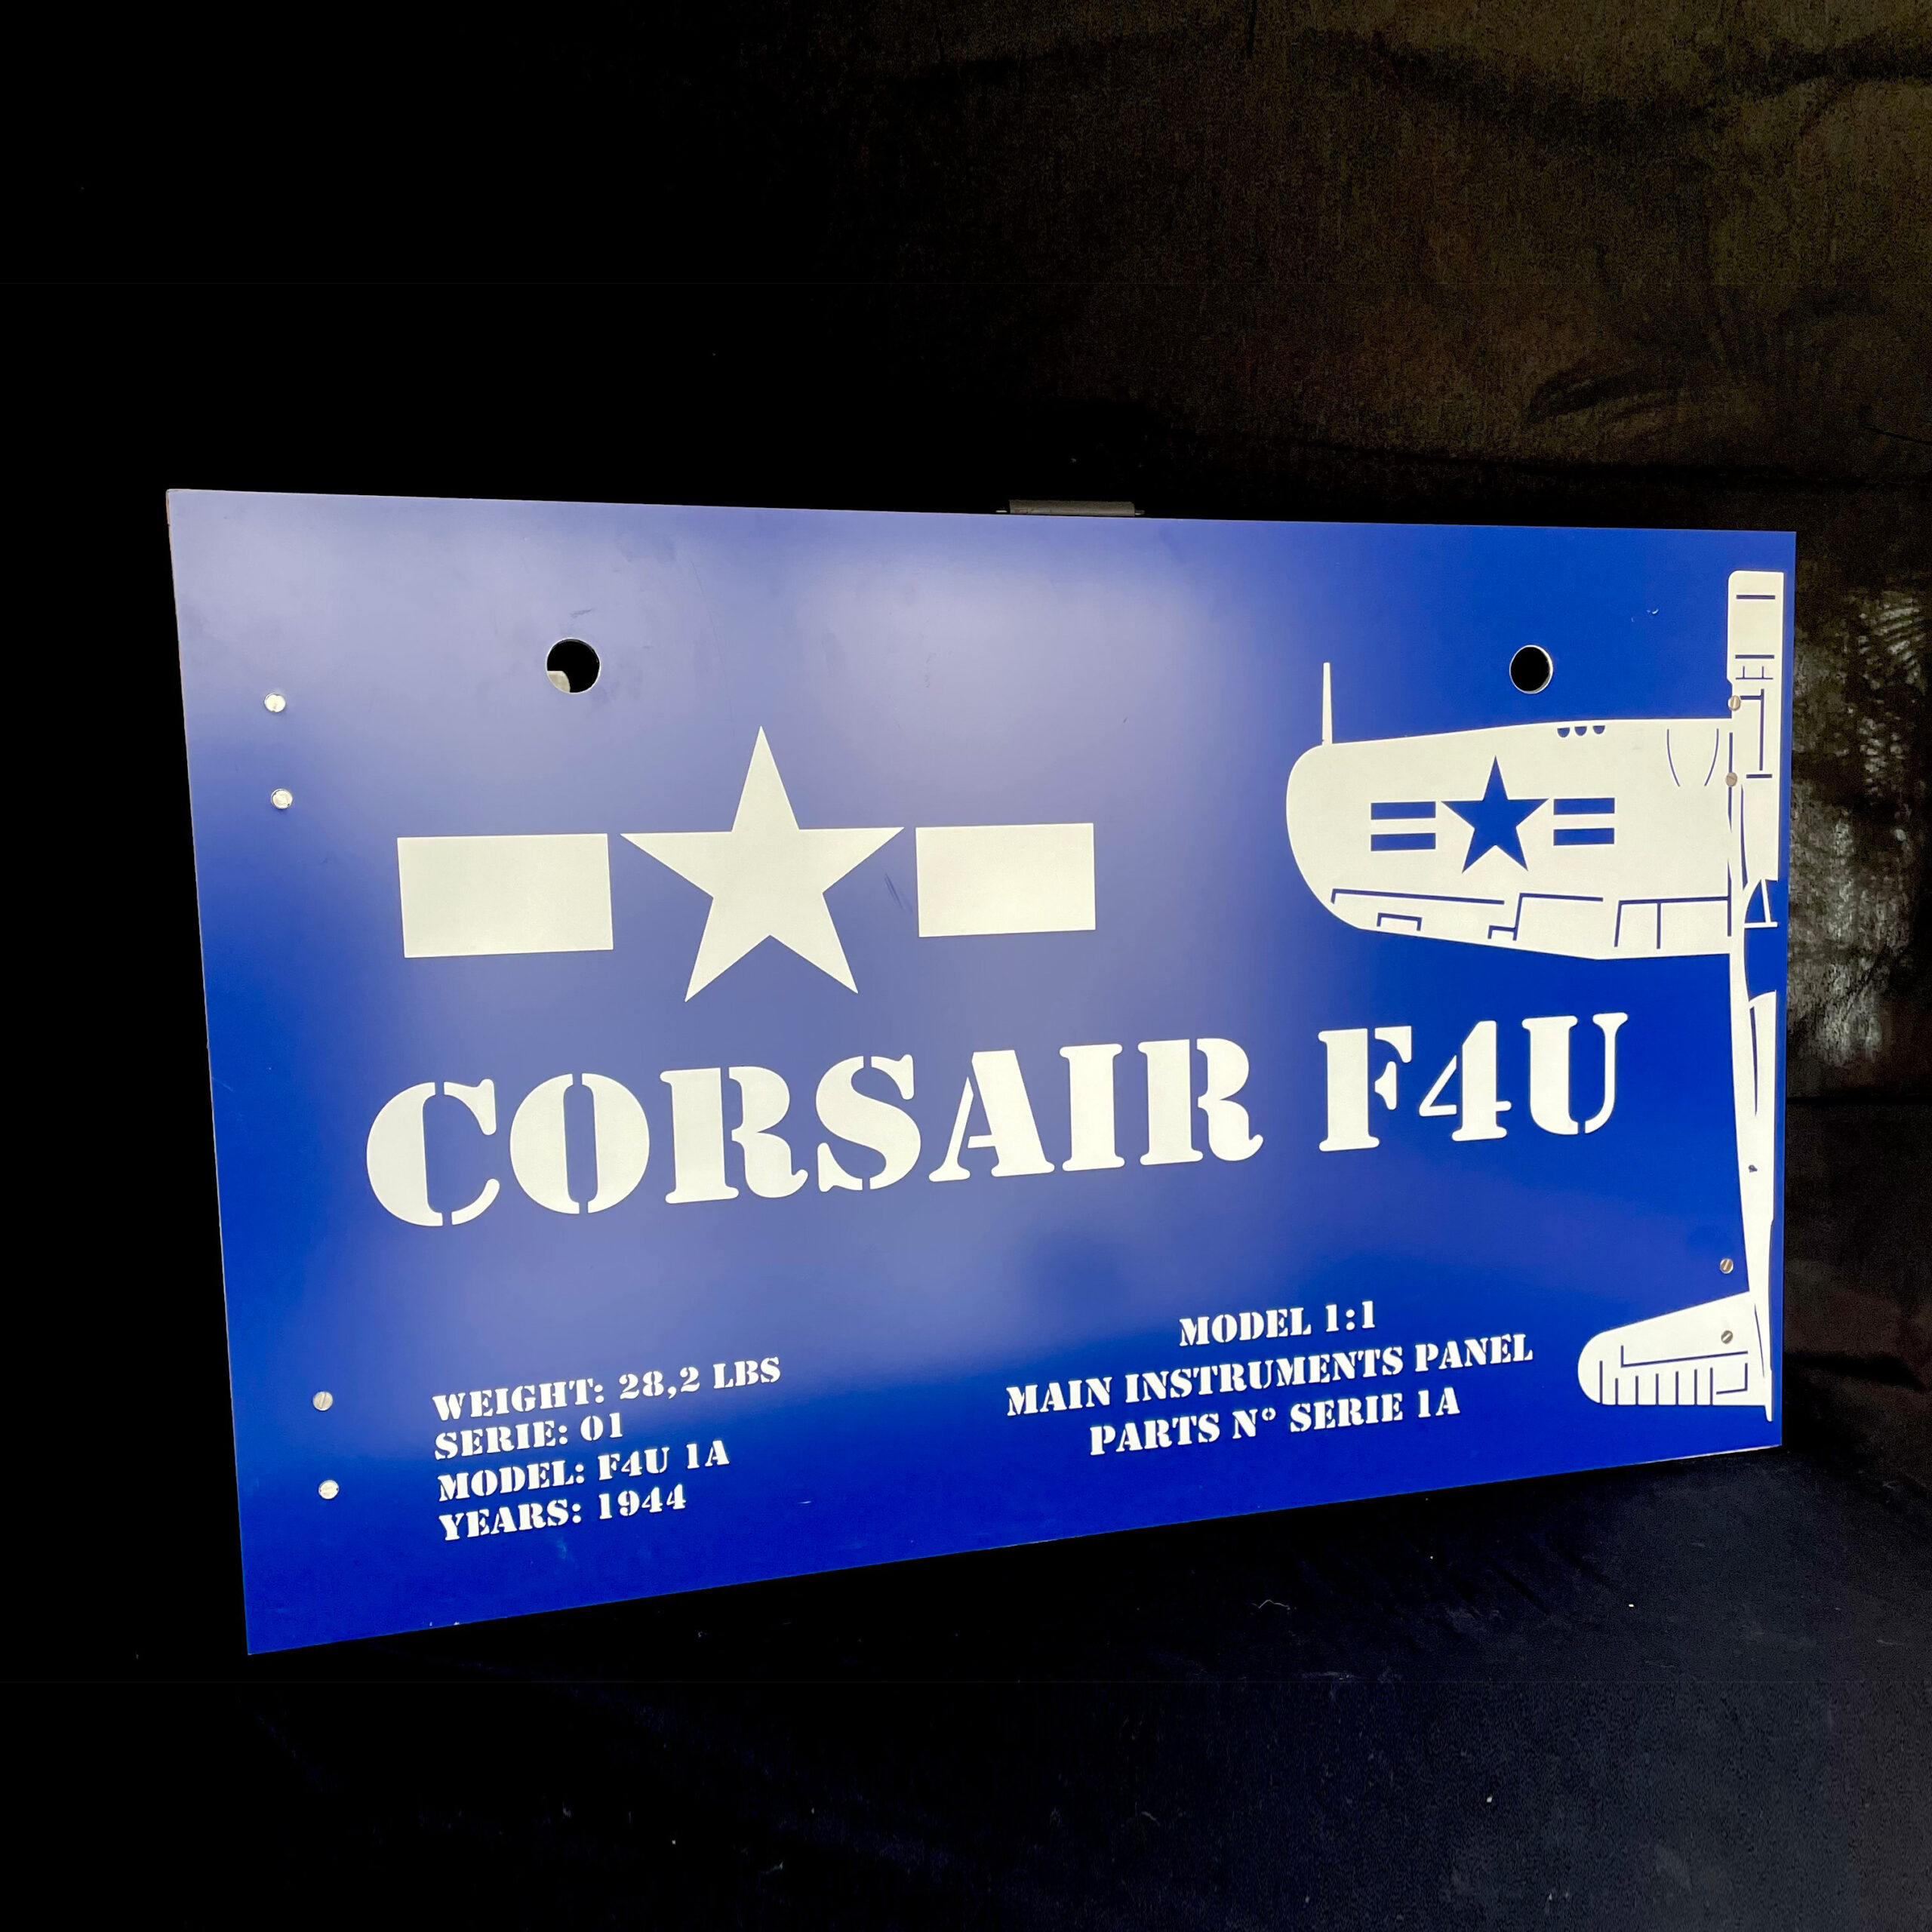 CORSAIR F4U
WEIGHT: 28,2 LBS
SERIE: 01
MODEL: F4U 1A
YEARS: 1944
MODEL 1:1
MAIN INSTRUMENTS PANEL
PARTS N° SERIE 1A